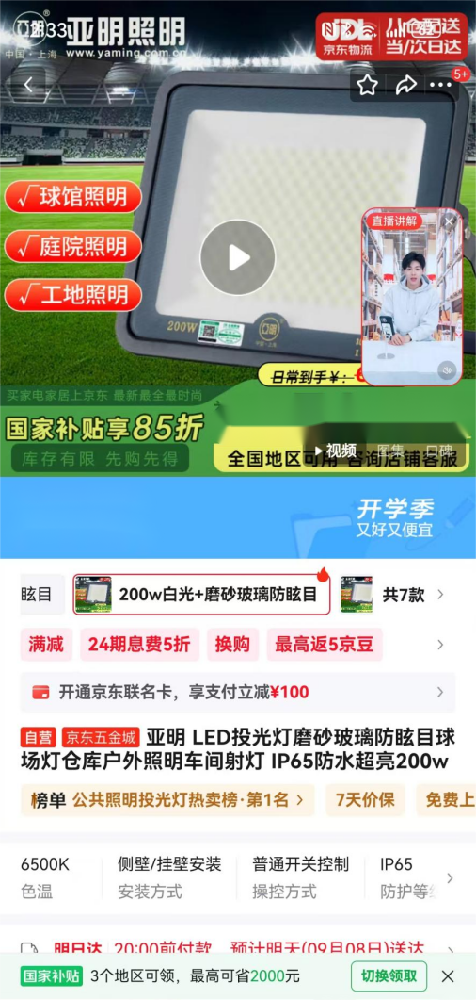 亚明
®
亚明照明
中国·上海
www.yaming.com.cn
京东物流
当/次日达
5+
√球馆照明
√庭院照明
√工地照明
直播讲解
200W
亚明
日常到手¥:
买家电家居上京东 最新最全最时尚
国家补贴享85折
库存有限 先购先得
全国地区可用 咨询店铺客服
视频
图集
口碑
开学季
又好又便宜
眩目
200w白光+磨砂玻璃防眩目
共7款
满减
24期息费5折
换购
最高返5京豆
开通京东联名卡，享支付立减¥100
自营 京东五金城 亚明 LED投光灯磨砂玻璃防眩目球
场灯仓库户外照明车间射灯 IP65防水超亮200w
榜单 公共照明投光灯热卖榜·第1名
7天价保
免费上
6500K
侧壁/挂壁安装
普通开关控制
IP65
色温
安装方式
操控方式
防护等级
明日达
20:00前付款，预计明天(09月08日)送达
国家补贴 3个地区可领，最高可省2000元
切换领取